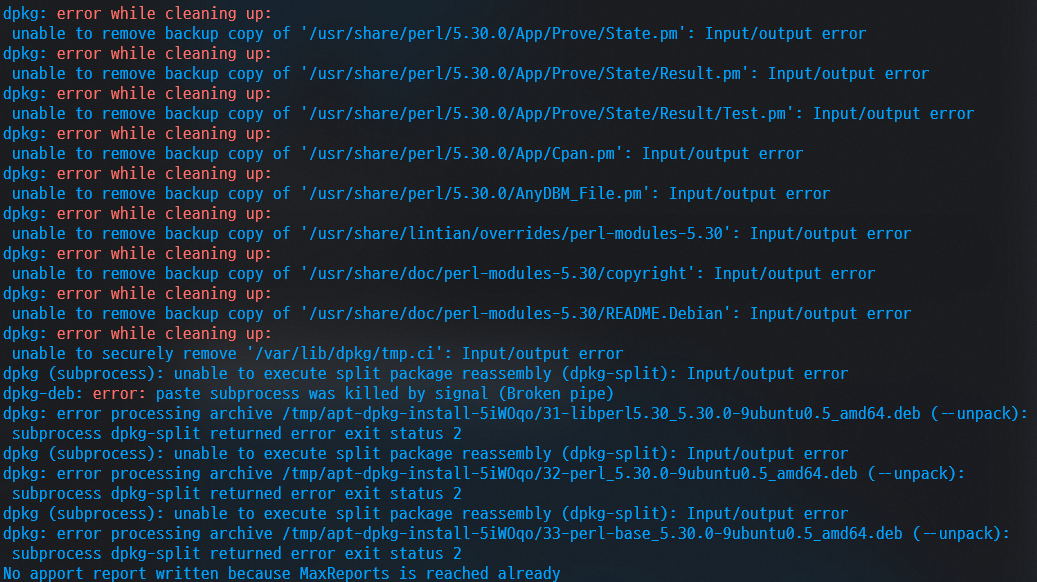 dpkg: error while cleaning up:
 unable to remove backup copy of '/usr/share/perl/5.30.0/App/Prove/State.pm': Input/output error
dpkg: error while cleaning up:
 unable to remove backup copy of '/usr/share/perl/5.30.0/App/Prove/State/Result.pm': Input/output error
dpkg: error while cleaning up:
 unable to remove backup copy of '/usr/share/perl/5.30.0/App/Prove/State/Result/Test.pm': Input/output error
dpkg: error while cleaning up:
 unable to remove backup copy of '/usr/share/perl/5.30.0/App/Cpan.pm': Input/output error
dpkg: error while cleaning up:
 unable to remove backup copy of '/usr/share/perl/5.30.0/AnyDBM_File.pm': Input/output error
dpkg: error while cleaning up:
 unable to remove backup copy of '/usr/share/lintian/overrides/perl-modules-5.30': Input/output error
dpkg: error while cleaning up:
 unable to remove backup copy of '/usr/share/doc/perl-modules-5.30/copyright': Input/output error
dpkg: error while cleaning up:
 unable to remove backup copy of '/usr/share/doc/perl-modules-5.30/README.Debian': Input/output error
dpkg: error while cleaning up:
 unable to securely remove '/var/lib/dpkg/tmp.ci': Input/output error
dpkg (subprocess): unable to execute split package reassembly (dpkg-split): Input/output error
dpkg-deb: error: paste subprocess was killed by signal (Broken pipe)
dpkg: error processing archive /tmp/apt-dpkg-install-5iWOqo/31-libperl5.30_5.30.0-9ubuntu0.5_amd64.deb (--unpack):
 subprocess dpkg-split returned error exit status 2
dpkg (subprocess): unable to execute split package reassembly (dpkg-split): Input/output error
dpkg: error processing archive /tmp/apt-dpkg-install-5iWOqo/32-perl_5.30.0-9ubuntu0.5_amd64.deb (--unpack):
 subprocess dpkg-split returned error exit status 2
dpkg (subprocess): unable to execute split package reassembly (dpkg-split): Input/output error
dpkg: error processing archive /tmp/apt-dpkg-install-5iWOqo/33-perl-base_5.30.0-9ubuntu0.5_amd64.deb (--unpack):
 subprocess dpkg-split returned error exit status 2
No apport report written because MaxReports is reached already